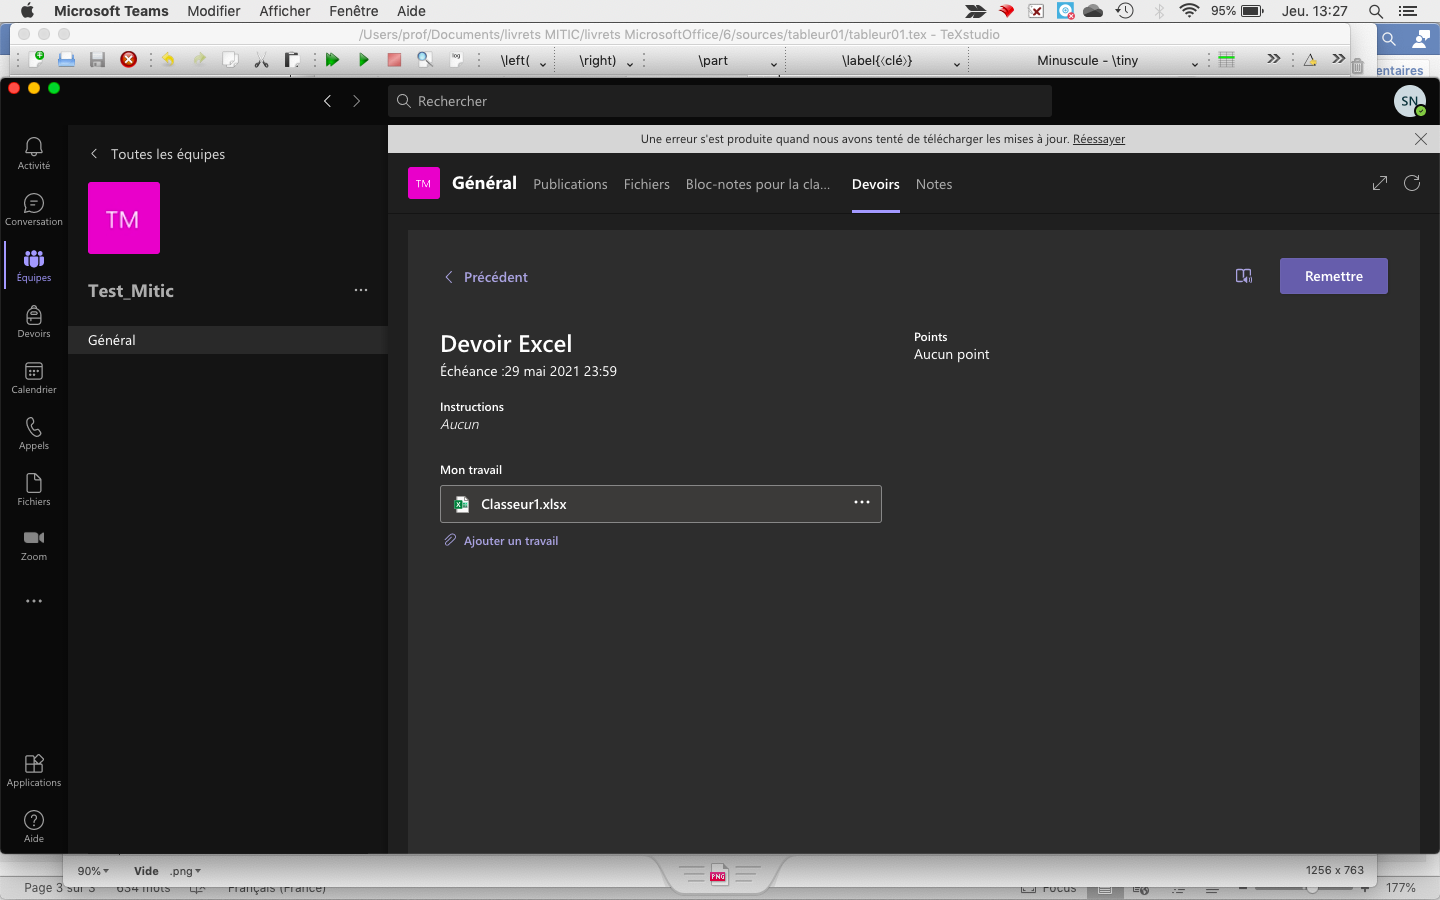 Microsoft Teams Modifier Afficher Fenêtre Aide 95% Jeu. 13:27
/Users/prof/Documents/livrets MITIC/livrets MicrosoftOffice/6/sources/tableur01/tableur01.tex - TeXstudio
\left( \right) \part \label{⟨clé⟩} Minuscule - \tiny
entaires
Rechercher
SN
Une erreur s'est produite quand nous avons tenté de télécharger les mises à jour. Réessayer
Activité
Conversation
Équipes
Devoirs
Calendrier
Appels
Fichiers
Zoom
Applications
Aide
Toutes les équipes
TM
Test_Mitic
Général
TM Général Publications Fichiers Bloc-notes pour la cla... Devoirs Notes
Précédent
Remettre
Devoir Excel
Échéance :29 mai 2021 23:59
Points
Aucun point
Instructions
Aucun
Mon travail
Classeur1.xlsx
Ajouter un travail
90% Vide .png PNG 1256 x 763
Page 3 sur 3 634 mots Français (France) Focus 177%